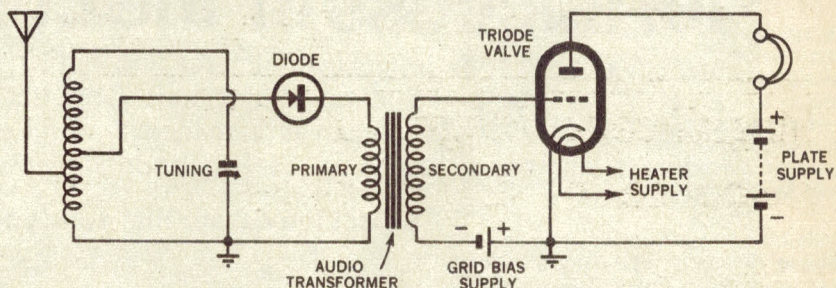 TRIODE
VALVE
DIODE
TUNING
PRIMARY
SECONDARY
HEATER
SUPPLY
+
PLATE
SUPPLY
-
- +
AUDIO
TRANSFORMER
GRID BIAS
SUPPLY